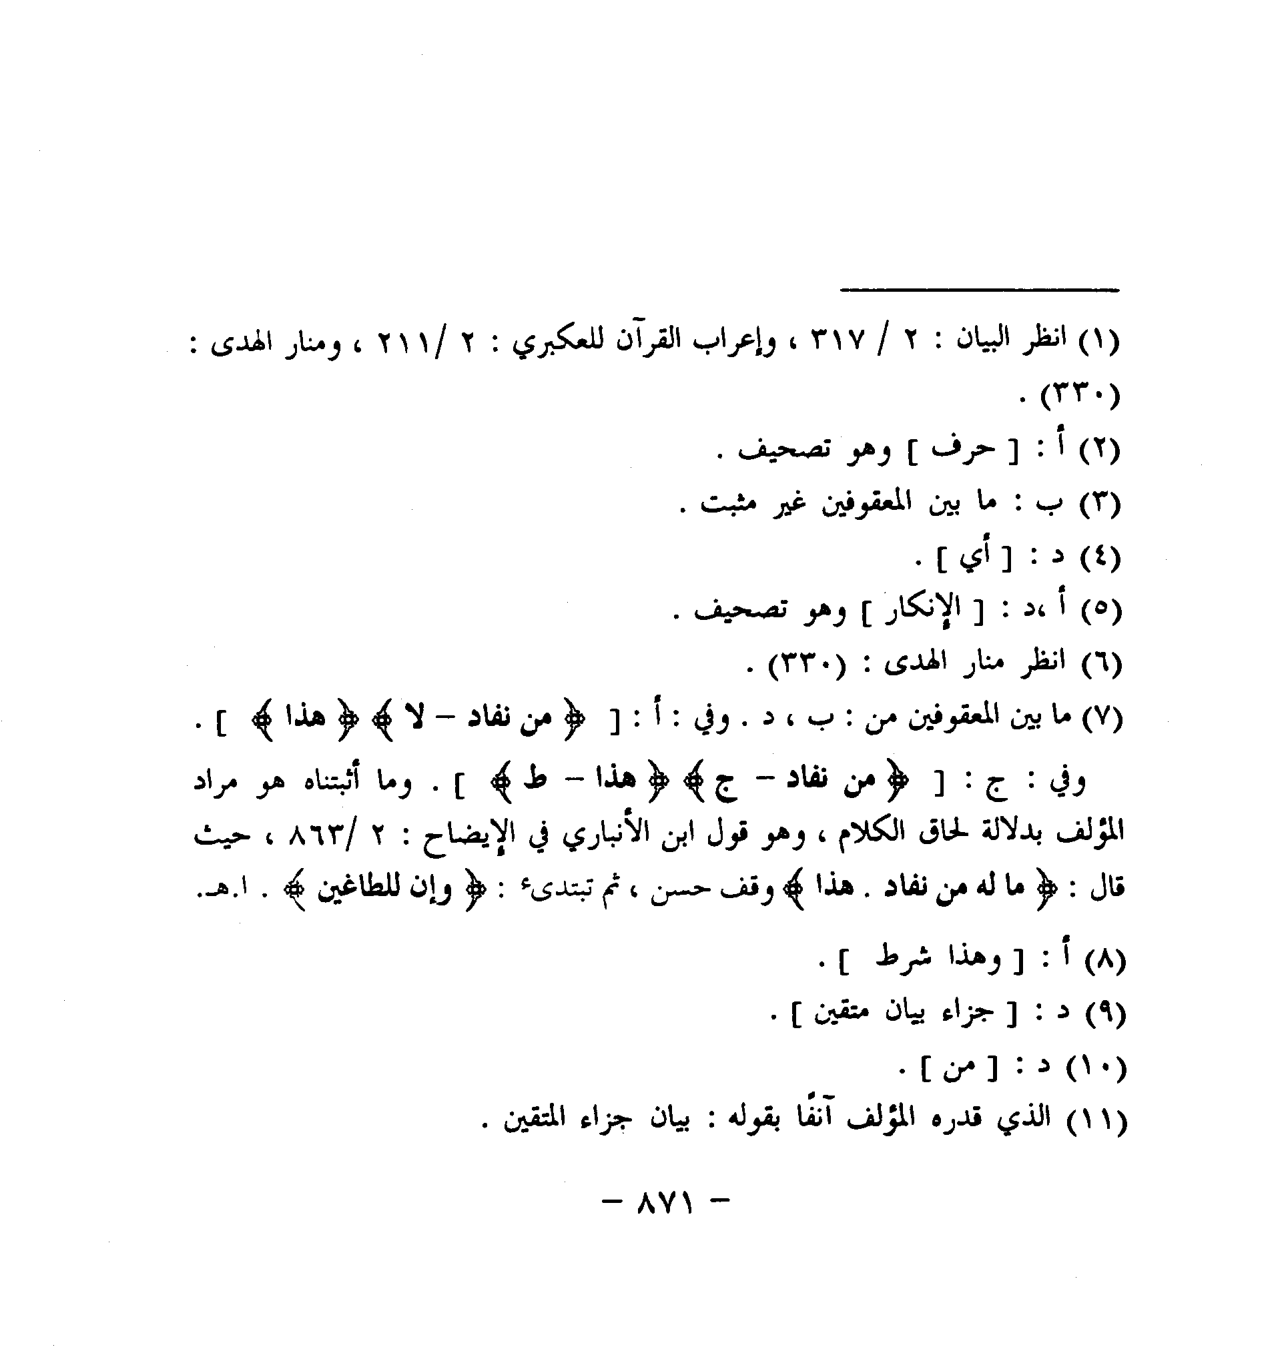 (١) انظر البيان : ٢ / ٣١٧ ، وإعراب القرآن للعكبري : ٢ /٢١١ ، ومنار الهدى :
(٣٣٠) .
(٢) أ : [ حرف ] وهو تصحيف .
(٣) ب : ما بين المعقوفين غير مثبت .
(٤) د : [ أي ] .
(٥) أ ،د : [ الإنكار ] وهو تصحيف .
(٦) انظر منار الهدى : (٣٣٠) .
(٧) ما بين المعقوفين من : ب ، د . وفي : أ : [ ﴿ من نفاد – لا ﴾ ﴿ هذا ﴾ ] .
وفي : ج : [ ﴿ من نفاد – ج ﴾ ﴿ هذا – ط ﴾ ] . وما أثبتناه هو مراد
المؤلف بدلالة لحاق الكلام ، وهو قول ابن الأنباري في الإيضاح : ٢ /٨٦٣ ، حيث
قال : ﴿ ما له من نفاد . هذا ﴾ وقف حسن ، ثم تبتدىء : ﴿ وإن للطاغين ﴾ . ا.هـ.
(٨) أ : [ وهذا شرط ] .
(٩) د : [ جزاء بيان متقين ] .
(١٠) د : [ من ] .
(١١) الذي قدره المؤلف آنفًا بقوله : بيان جزاء المتقين .
– ٨٧١ –